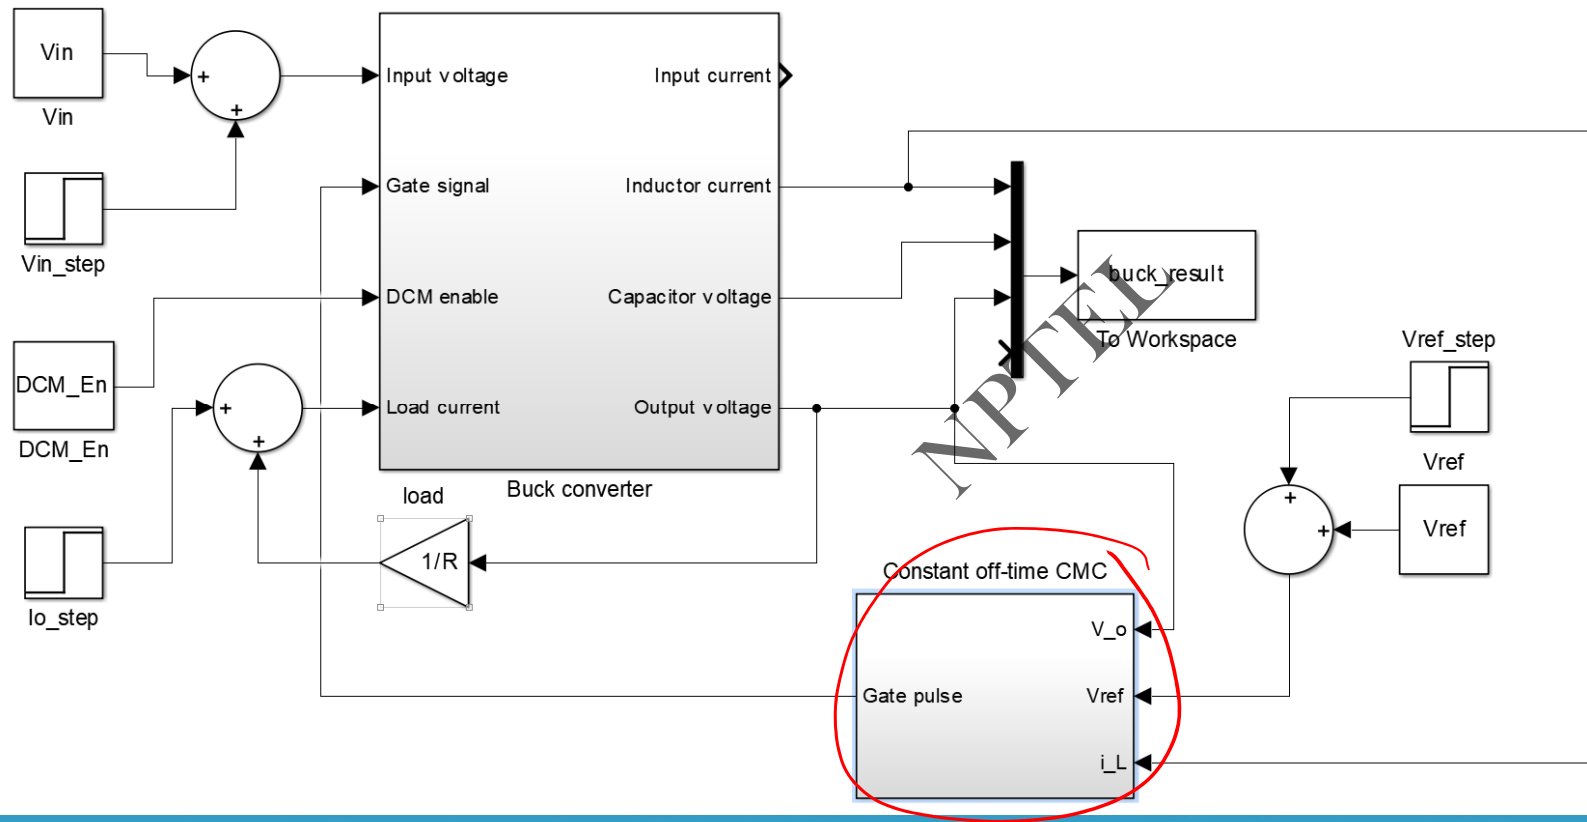 Vin
Vin
Vin_step
DCM_En
DCM_En
Io_step
+
+
+
+
Input voltage
Gate signal
DCM enable
Load current
Input current
Inductor current
Capacitor voltage
Output voltage
Buck converter
load
1/R
buck_result
To Workspace
NPTEL
Vref_step
Vref
Vref
+
+
Constant off-time CMC
V_o
Gate pulse
Vref
i_L